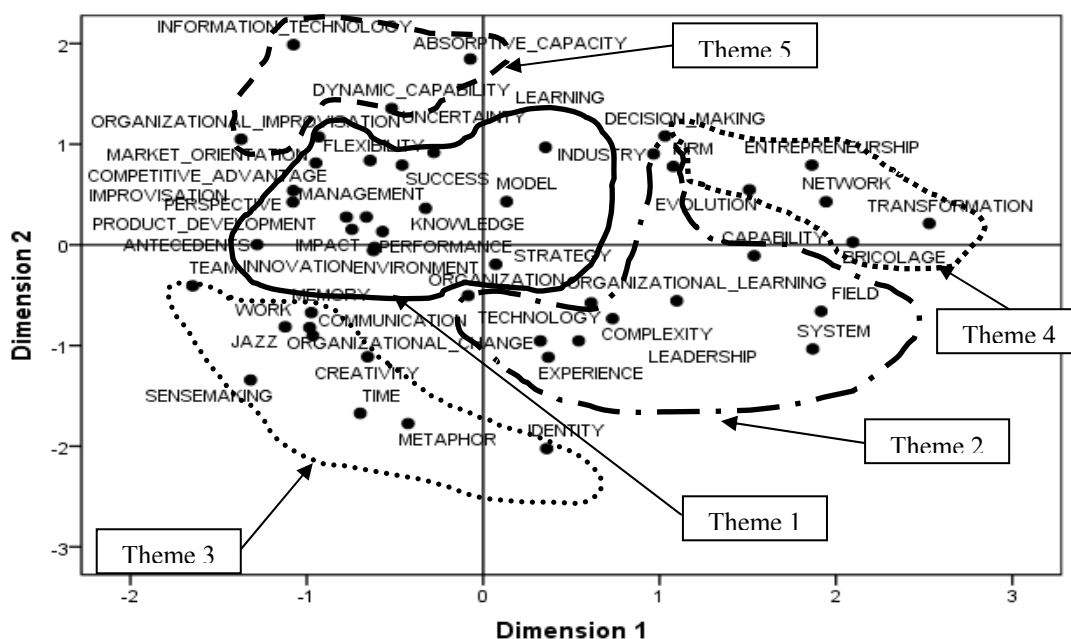 INFORMATION_TECHNOLOGY
2
ABSORPTIVE_CAPACITY
Theme 5
DYNAMIC_CAPABILITY
LEARNING
ORGANIZATIONAL_IMPROVISATION
UNCERTAINTY
DECISION_MAKING
1
MARKET_ORIENTATION
FLEXIBILITY
INDUSTRY
FIRM
ENTREPRENEURSHIP
COMPETITIVE_ADVANTAGE
SUCCESS
MODEL
NETWORK
IMPROVISATION
PERSPECTIVE
MANAGEMENT
EVOLUTION
TRANSFORMATION
PRODUCT_DEVELOPMENT
KNOWLEDGE
CAPABILITY
0
ANTECEDENTS
IMPACT
PERFORMANCE
STRATEGY
BRICOLAGE
TEAM
INNOVATION
ENVIRONMENT
ORGANIZATION
ORGANIZATIONAL_LEARNING
MEMORY
FIELD
WORK
COMMUNICATION
TECHNOLOGY
COMPLEXITY
SYSTEM
Theme 4
-1
JAZZ
ORGANIZATIONAL_CHANGE
LEADERSHIP
CREATIVITY
EXPERIENCE
SENSEMAKING
TIME
METAPHOR
IDENTITY
Theme 2
-2
Theme 1
Theme 3
-3
Dimension 2
-2
-1
0
1
2
3
Dimension 1